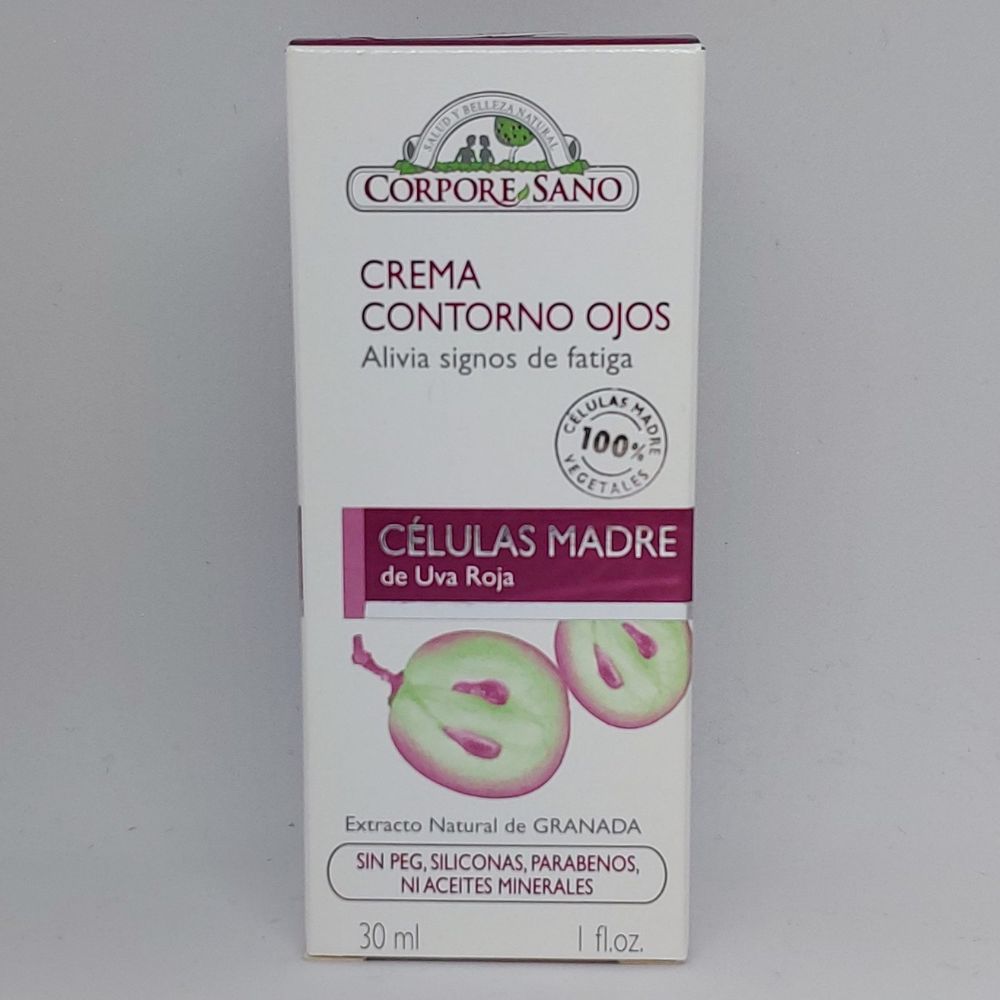 SALUD Y BELLEZA NATURAL
CORPORE SANO
CREMA
CONTORNO OJOS
Alivia signos de fatiga
CÉLULAS MADRE
100%
VEGETALES
CÉLULAS MADRE
de Uva Roja
Extracto Natural de GRANADA
SIN PEG, SILICONAS, PARABENOS,
NI ACEITES MINERALES
30 ml 1 fl.oz.